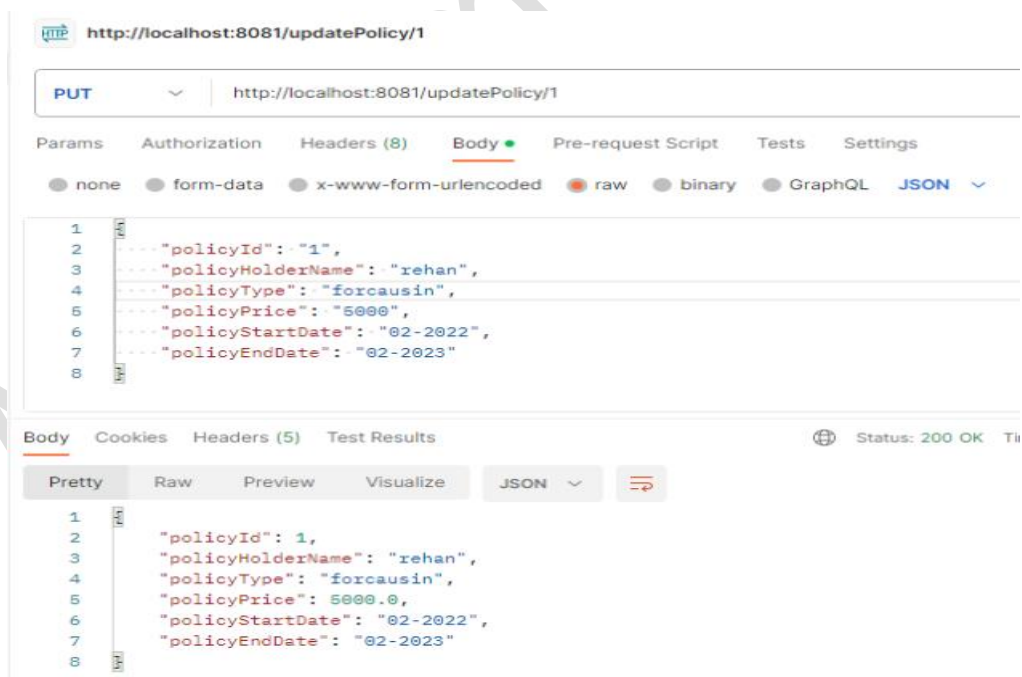 HTTP http://localhost:8081/updatePolicy/1
PUT http://localhost:8081/updatePolicy/1
Params Authorization Headers (8) Body Pre-request Script Tests Settings
none form-data x-www-form-urlencoded raw binary GraphQL JSON
1 {
2 "policyId": "1",
3 "policyHolderName": "rehan",
4 "policyType": "forcausin",
5 "policyPrice": "5000",
6 "policyStartDate": "02-2022",
7 "policyEndDate": "02-2023"
8 }
Body Cookies Headers (5) Test Results Status: 200 OK
Pretty Raw Preview Visualize JSON
1 {
2 "policyId": 1,
3 "policyHolderName": "rehan",
4 "policyType": "forcausin",
5 "policyPrice": 5000.0,
6 "policyStartDate": "02-2022",
7 "policyEndDate": "02-2023"
8 }